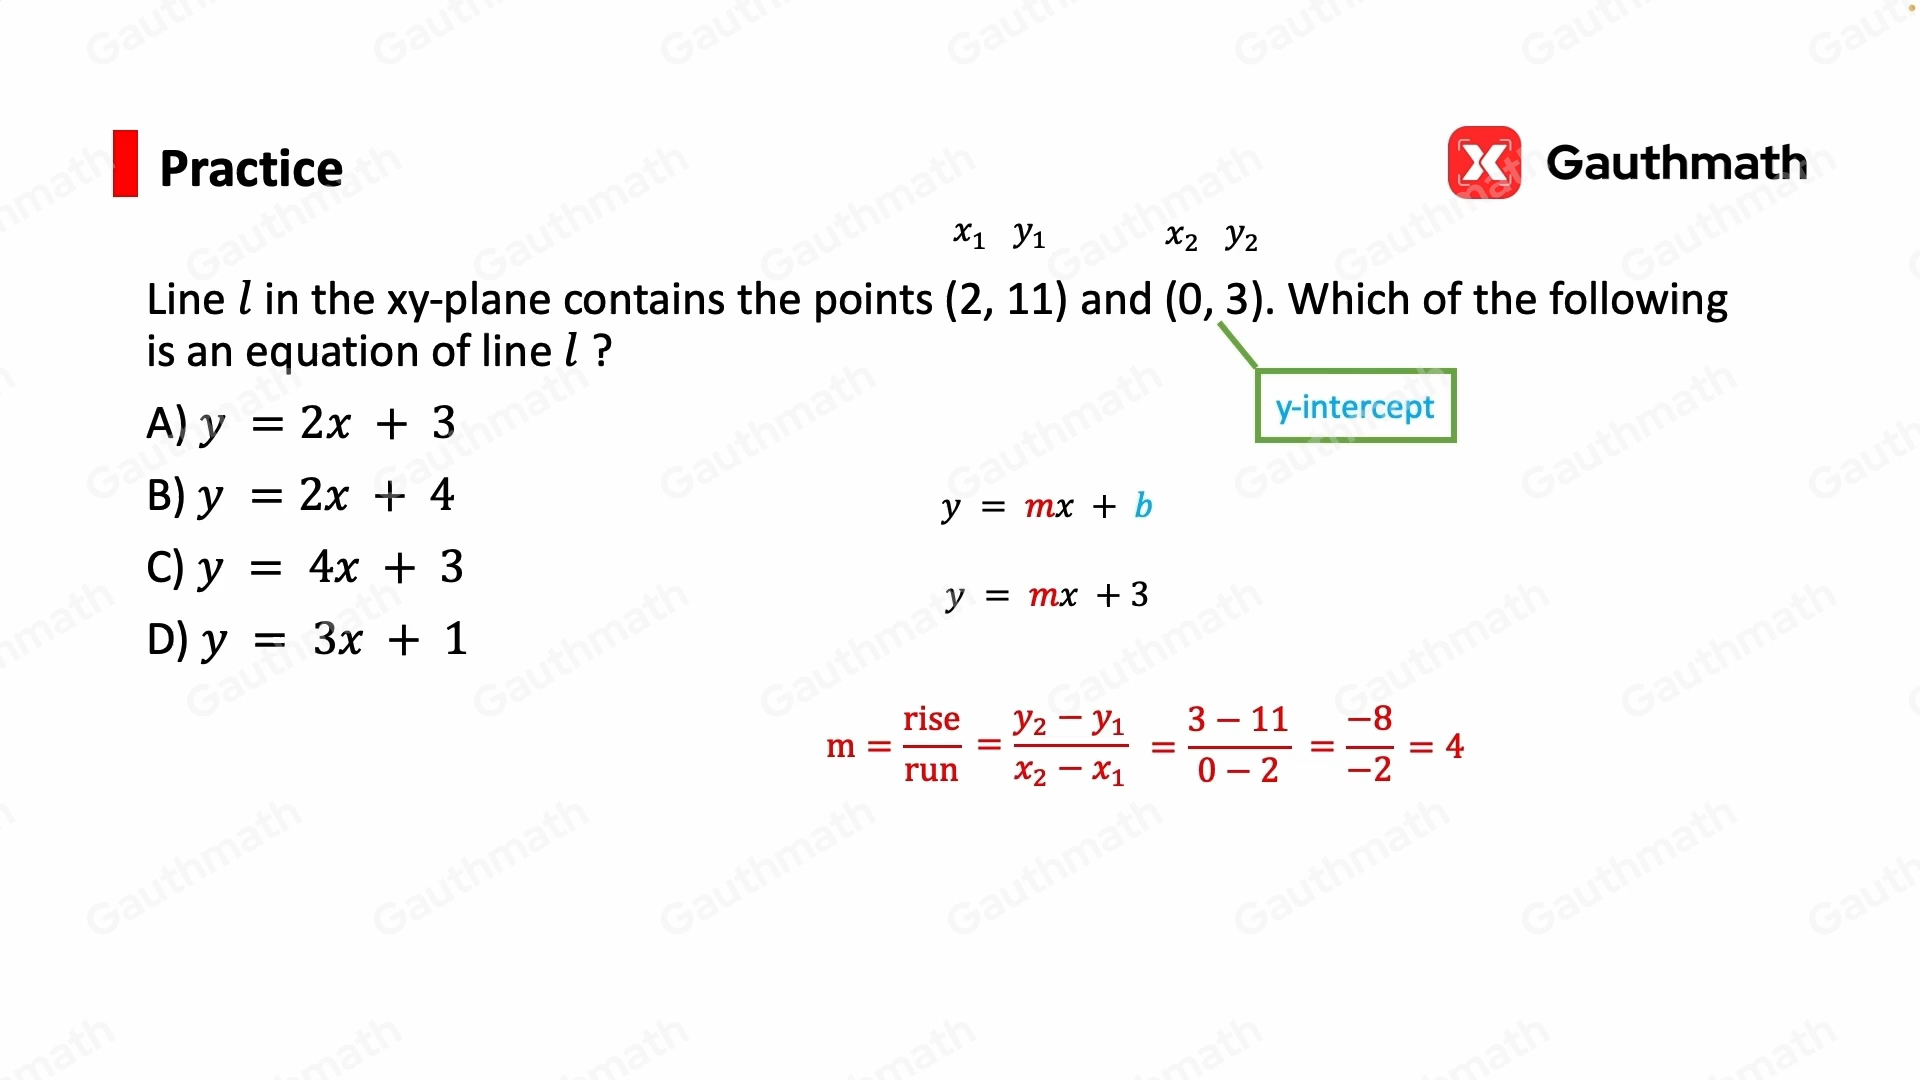 Practice
Gauthmath
x₁ y₁ x₂ y₂
Line l in the xy-plane contains the points (2, 11) and (0, 3). Which of the following
is an equation of line l ?
y-intercept
A) y = 2x + 3
B) y = 2x + 4
C) y = 4x + 3
D) y = 3x + 1
y = mx + b
y = mx + 3
m = rise/run = (y₂ − y₁)/(x₂ − x₁) = (3 − 11)/(0 − 2) = −8/−2 = 4